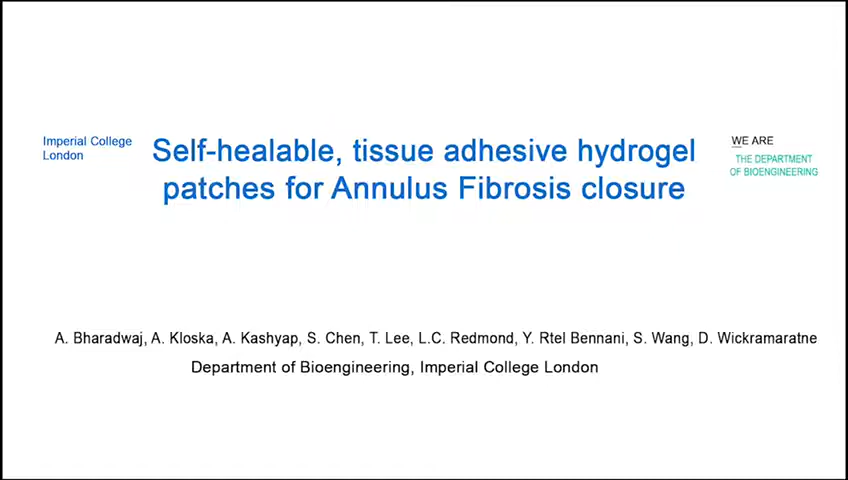 Imperial College
London
Self-healable, tissue adhesive hydrogel
patches for Annulus Fibrosis closure
WE ARE
THE DEPARTMENT
OF BIOENGINEERING
A. Bharadwaj, A. Kloska, A. Kashyap, S. Chen, T. Lee, L.C. Redmond, Y. Rtel Bennani, S. Wang, D. Wickramaratne
Department of Bioengineering, Imperial College London